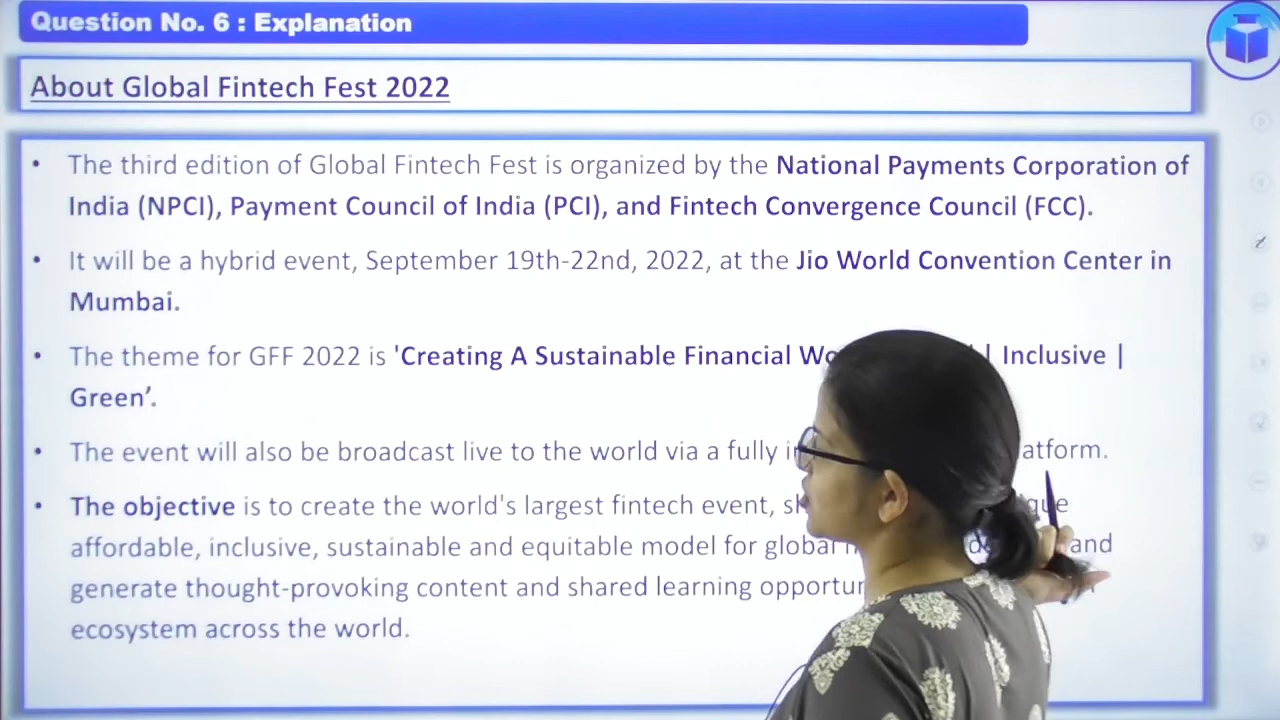 Question No. 6 : Explanation
About Global Fintech Fest 2022
• The third edition of Global Fintech Fest is organized by the National Payments Corporation of
India (NPCI), Payment Council of India (PCI), and Fintech Convergence Council (FCC).
• It will be a hybrid event, September 19th-22nd, 2022, at the Jio World Convention Center in
Mumbai.
• The theme for GFF 2022 is 'Creating A Sustainable Financial | Inclusive |
Green’.
• The event will also be broadcast live to the world via a fully
• The objective is to create the world's largest fintech event,
affordable, inclusive, sustainable and equitable model for global and
generate thought-provoking content and shared learning
ecosystem across the world.